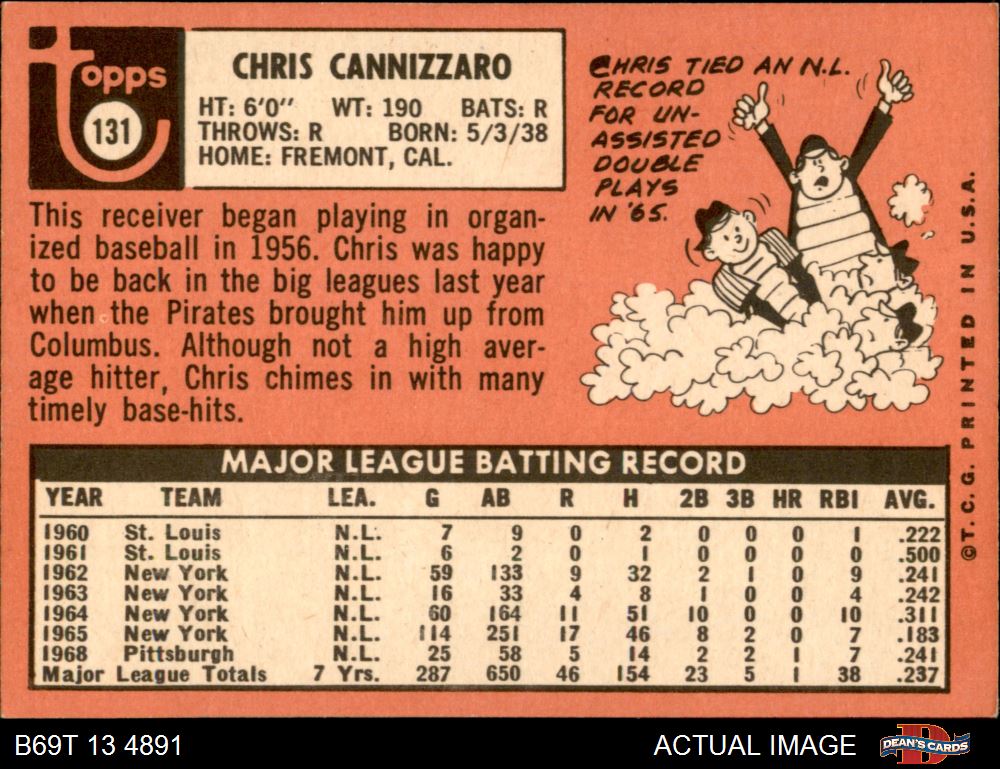 Topps
131
CHRIS CANNIZZARO
HT: 6'0" WT: 190 BATS: R
THROWS: R BORN: 5/3/38
HOME: FREMONT, CAL.
This receiver began playing in organ-
ized baseball in 1956. Chris was happy
to be back in the big leagues last year
when the Pirates brought him up from
Columbus. Although not a high aver-
age hitter, Chris chimes in with many
timely base-hits.
CHRIS TIED AN N.L.
RECORD
FOR UN-
ASSISTED
DOUBLE
PLAYS
IN '65.
©T.C.G. PRINTED IN U.S.A.
MAJOR LEAGUE BATTING RECORD
YEAR TEAM LEA. G AB R H 2B 3B HR RBI AVG.
1960 St. Louis N.L. 7 9 0 2 0 0 0 1 .222
1961 St. Louis N.L. 6 2 0 1 0 0 0 0 .500
1962 New York N.L. 59 133 9 32 2 1 0 9 .241
1963 New York N.L. 16 33 4 8 1 0 0 4 .242
1964 New York N.L. 60 164 11 51 10 0 0 10 .311
1965 New York N.L. 114 251 17 46 8 2 0 7 .183
1968 Pittsburgh N.L. 25 58 5 14 2 2 1 7 .241
Major League Totals 7 Yrs. 287 650 46 154 23 5 1 38 .237
B69T 13 4891
ACTUAL IMAGE
DEAN'S CARDS